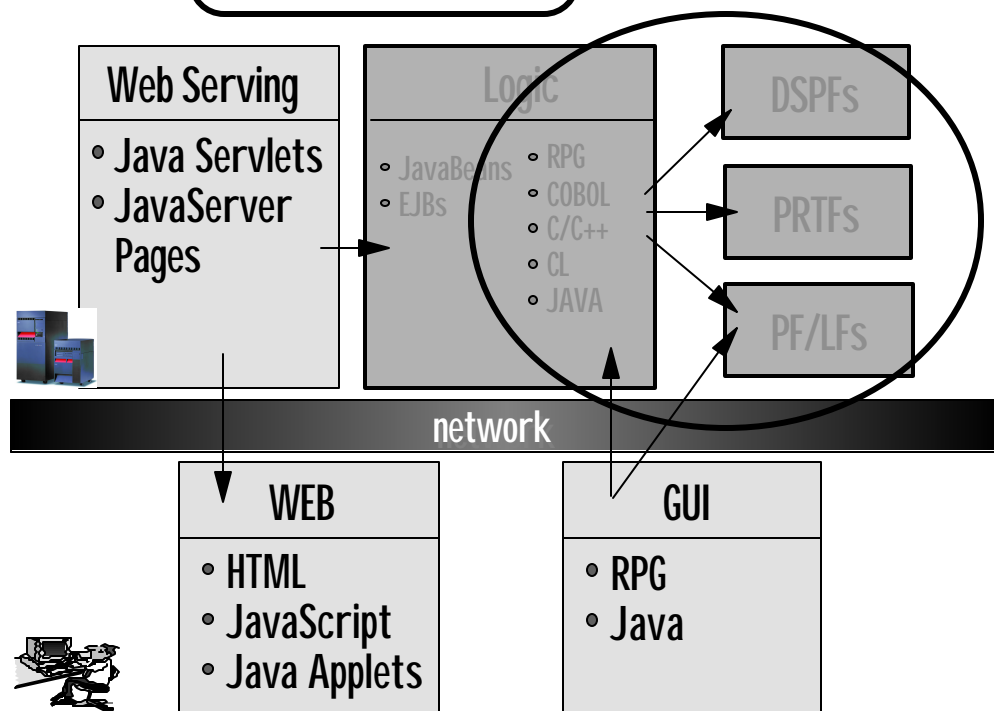 Web Serving
Java Servlets
JavaServer
Pages
Logic
JavaBeans
EJBs
RPG
COBOL
C/C++
CL
JAVA
DSPFs
PRTFs
PF/LFs
network
WEB
HTML
JavaScript
Java Applets
GUI
RPG
Java